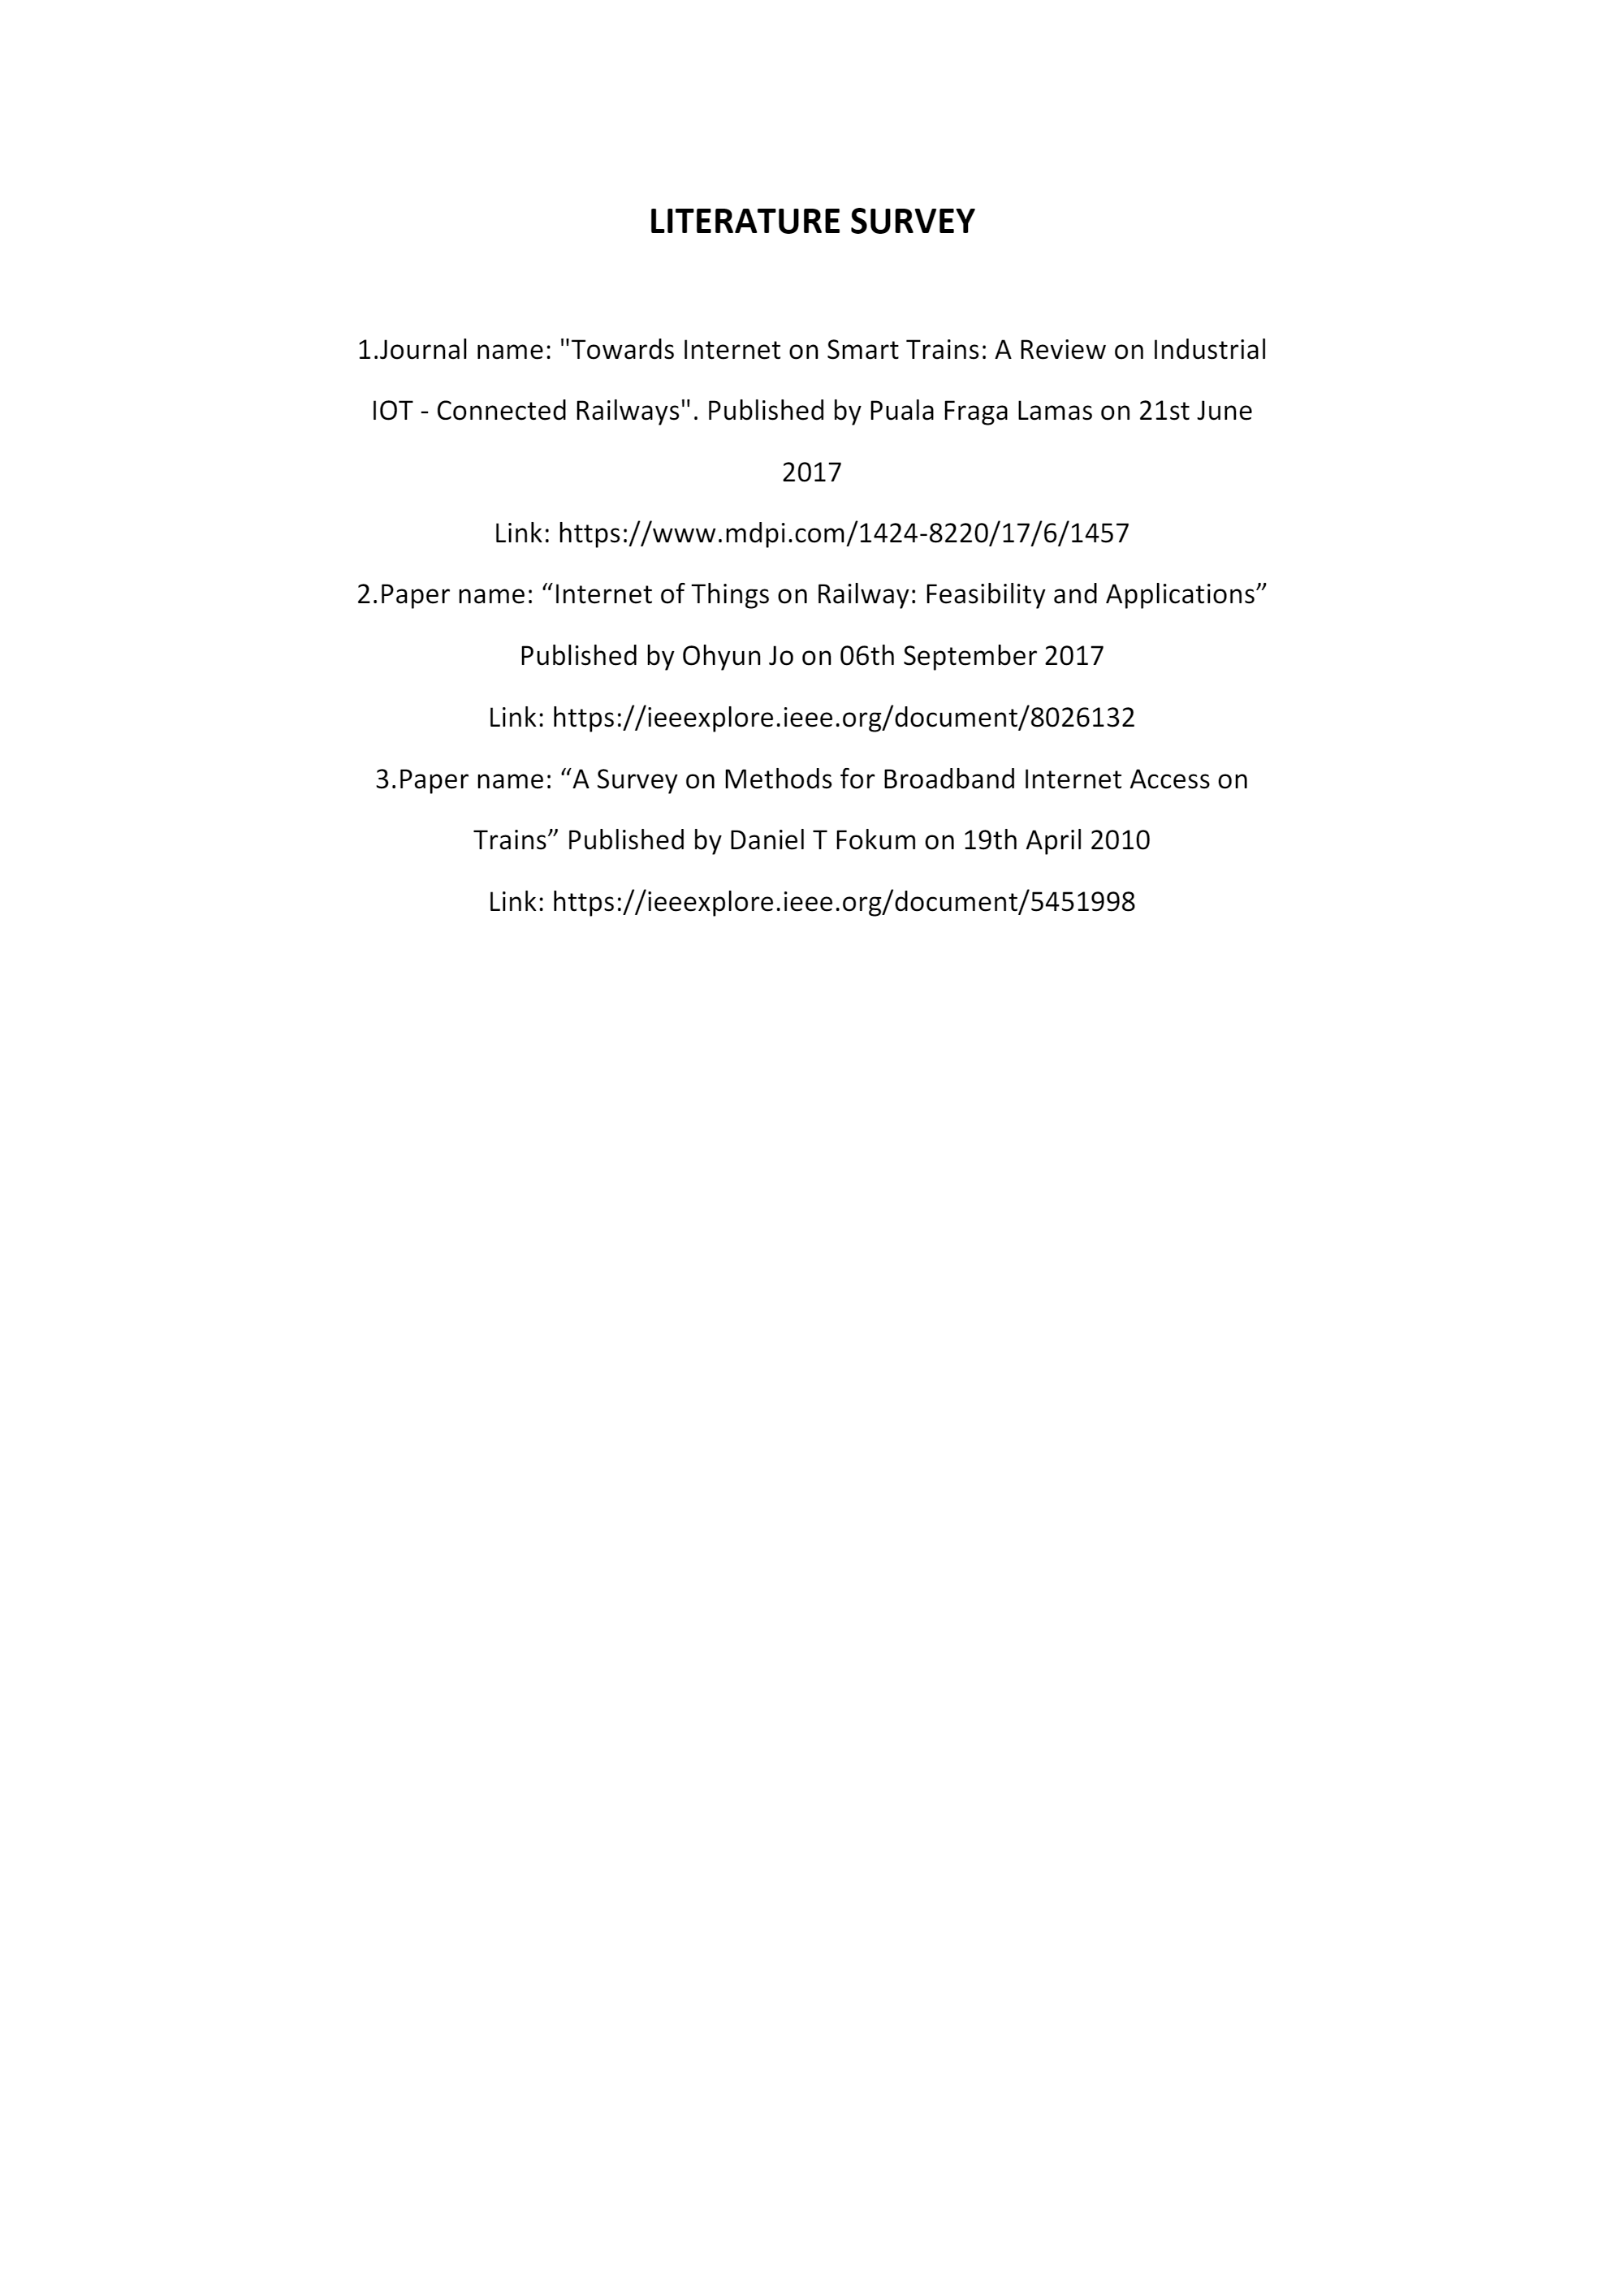 LITERATURE SURVEY
1.Journal name: "Towards Internet on Smart Trains: A Review on Industrial
IOT - Connected Railways". Published by Puala Fraga Lamas on 21st June
2017
Link: https://www.mdpi.com/1424-8220/17/6/1457
2.Paper name: “Internet of Things on Railway: Feasibility and Applications”
Published by Ohyun Jo on 06th September 2017
Link: https://ieeexplore.ieee.org/document/8026132
3.Paper name: “A Survey on Methods for Broadband Internet Access on
Trains” Published by Daniel T Fokum on 19th April 2010
Link: https://ieeexplore.ieee.org/document/5451998